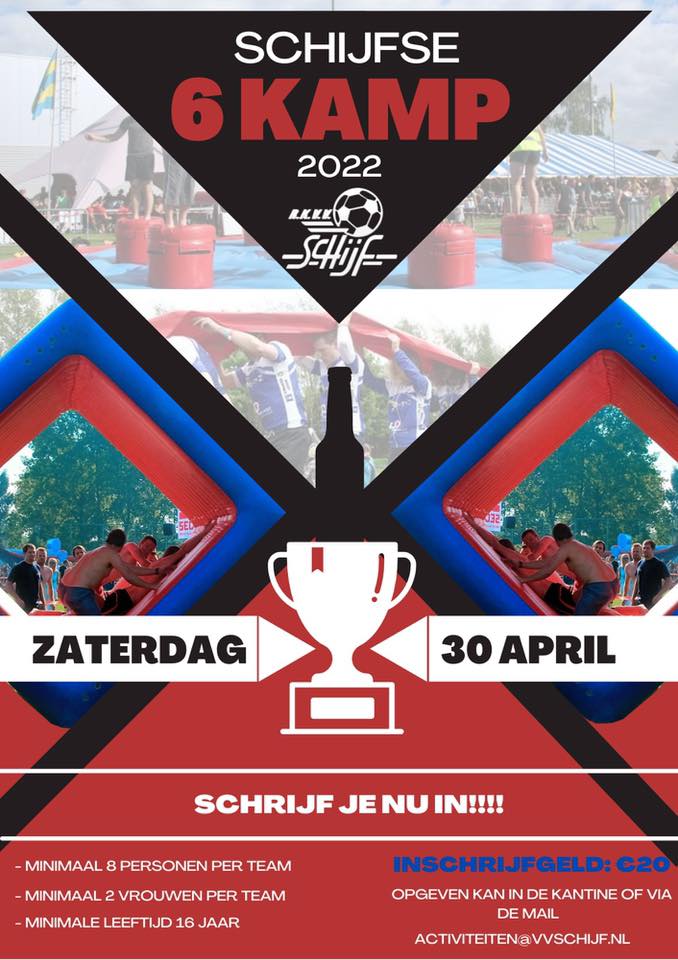 SCHIJFSE
6 KAMP
2022
R.K.V.V.
SCHIJF
ZATERDAG
30 APRIL
SCHRIJF JE NU IN!!!!
- MINIMAAL 8 PERSONEN PER TEAM
- MINIMAAL 2 VROUWEN PER TEAM
- MINIMALE LEEFTIJD 16 JAAR
INSCHRIJFGELD: €20
OPGEVEN KAN IN DE KANTINE OF VIA
DE MAIL
ACTIVITEITEN@VVSCHIJF.NL